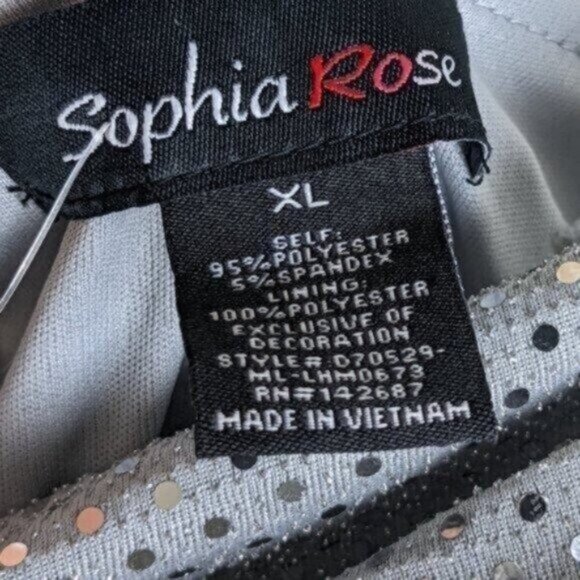 Sophia Rose
XL
SELF:
95%POLYESTER
5%SPANDEX
LINING:
100%POLYESTER
EXCLUSIVE OF
DECORATION
STYLE# D70529-
ML-LHM0673
RN#142687
MADE IN VIETNAM